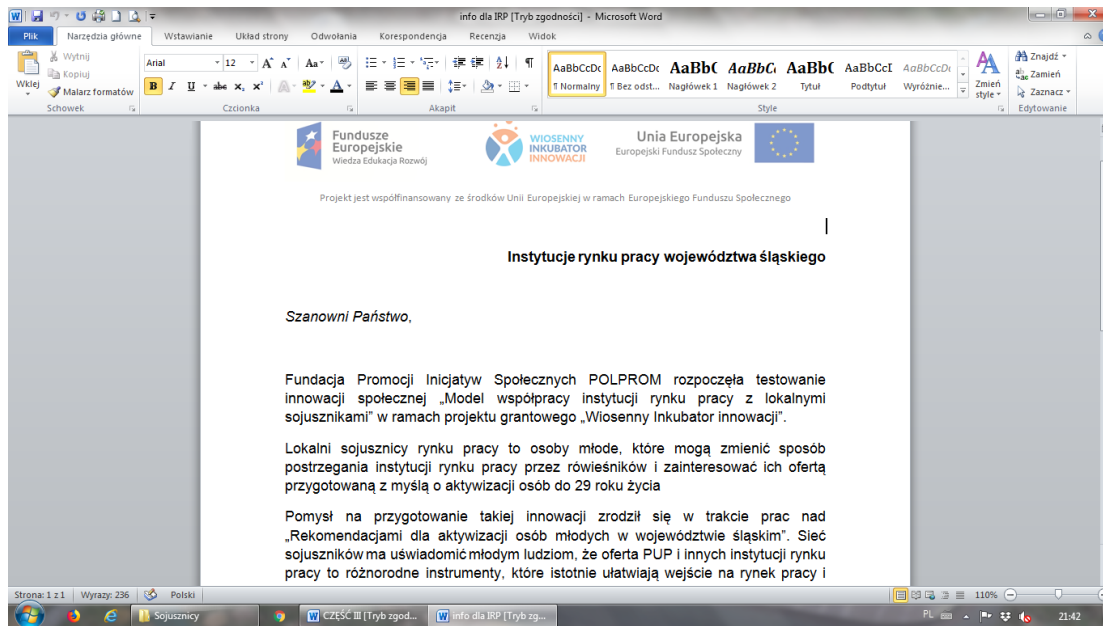 info dla IRP [Tryb zgodności] - Microsoft Word
Plik Narzędzia główne Wstawianie Układ strony Odwołania Korespondencja Recenzja Widok
Wklej
Wytnij
Kopiuj
Malarz formatów
Schowek
Arial 12
Czcionka
Akapit
AaBbCcDc AaBbCcDc AaBb( AaBbC( AaBb( AaBbCcI AaBbCcDc
¶ Normalny ¶ Bez odst... Nagłówek 1 Nagłówek 2 Tytuł Podtytuł Wyróżnie...
Style
Zmień style
Znajdź
Zamień
Zaznacz
Edytowanie
Fundusze
Europejskie
Wiedza Edukacja Rozwój
WIOSENNY
INKUBATOR
INNOWACJI
Unia Europejska
Europejski Fundusz Społeczny
Projekt jest współfinansowany ze środków Unii Europejskiej w ramach Europejskiego Funduszu Społecznego
Instytucje rynku pracy województwa śląskiego
Szanowni Państwo,
Fundacja Promocji Inicjatyw Społecznych POLPROM rozpoczęła testowanie
innowacji społecznej „Model współpracy instytucji rynku pracy z lokalnymi
sojusznikami” w ramach projektu grantowego „Wiosenny Inkubator innowacji”.
Lokalni sojusznicy rynku pracy to osoby młode, które mogą zmienić sposób
postrzegania instytucji rynku pracy przez rówieśników i zainteresować ich ofertą
przygotowaną z myślą o aktywizacji osób do 29 roku życia
Pomysł na przygotowanie takiej innowacji zrodził się w trakcie prac nad
„Rekomendacjami dla aktywizacji osób młodych w województwie śląskim”. Sieć
sojuszników ma uświadomić młodym ludziom, że oferta PUP i innych instytucji rynku
pracy to różnorodne instrumenty, które istotnie ułatwiają wejście na rynek pracy i
Strona: 1 z 1 Wyrazy: 236 Polski 110%
Sojusznicy CZĘŚĆ III [Tryb zgod... info dla IRP [Tryb zg... PL 21:42